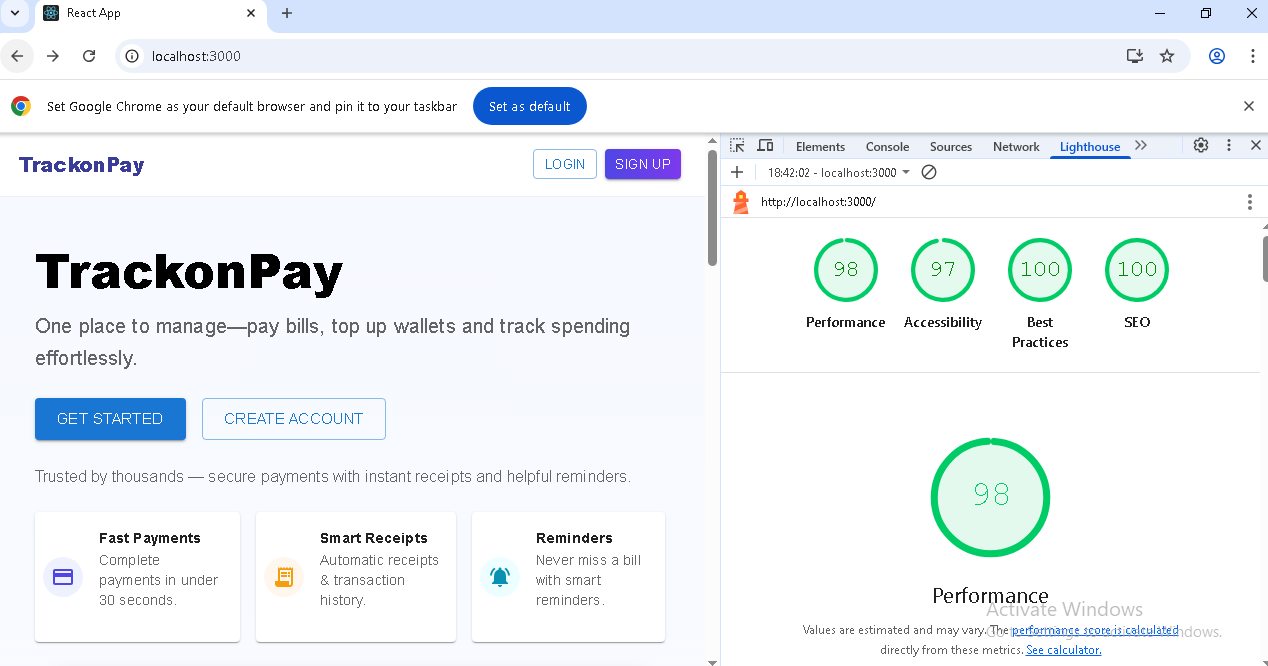 React App
localhost:3000
Set Google Chrome as your default browser and pin it to your taskbar
Set as default
TrackonPay
LOGIN
SIGN UP
TrackonPay
One place to manage—pay bills, top up wallets and track spending
effortlessly.
GET STARTED
CREATE ACCOUNT
Trusted by thousands — secure payments with instant receipts and helpful reminders.
Fast Payments
Complete
payments in under
30 seconds.
Smart Receipts
Automatic receipts
& transaction
history.
Reminders
Never miss a bill
with smart
reminders.
Elements Console Sources Network Lighthouse
18:42:02 - localhost:3000
http://localhost:3000/
98 97 100 100
Performance Accessibility Best SEO
Practices
98
Performance
Activate Windows
Values are estimated and may vary. The performance score is calculated
Go to Settings to activate Windows.
directly from these metrics. See calculator.